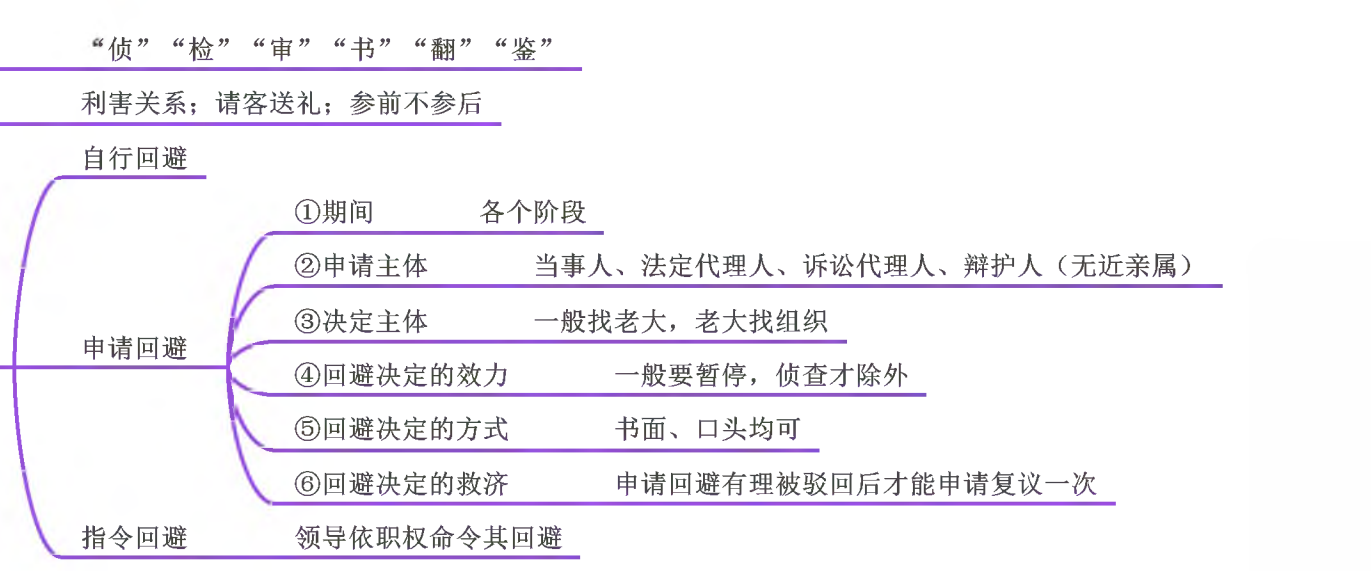 “侦”“检”“审”“书”“翻”“鉴”
利害关系；请客送礼；参前不参后
自行回避
①期间 各个阶段
②申请主体 当事人、法定代理人、诉讼代理人、辩护人（无近亲属）
③决定主体 一般找老大，老大找组织
申请回避
④回避决定的效力 一般要暂停，侦查才除外
⑤回避决定的方式 书面、口头均可
⑥回避决定的救济 申请回避有理被驳回后才能申请复议一次
指令回避 领导依职权命令其回避